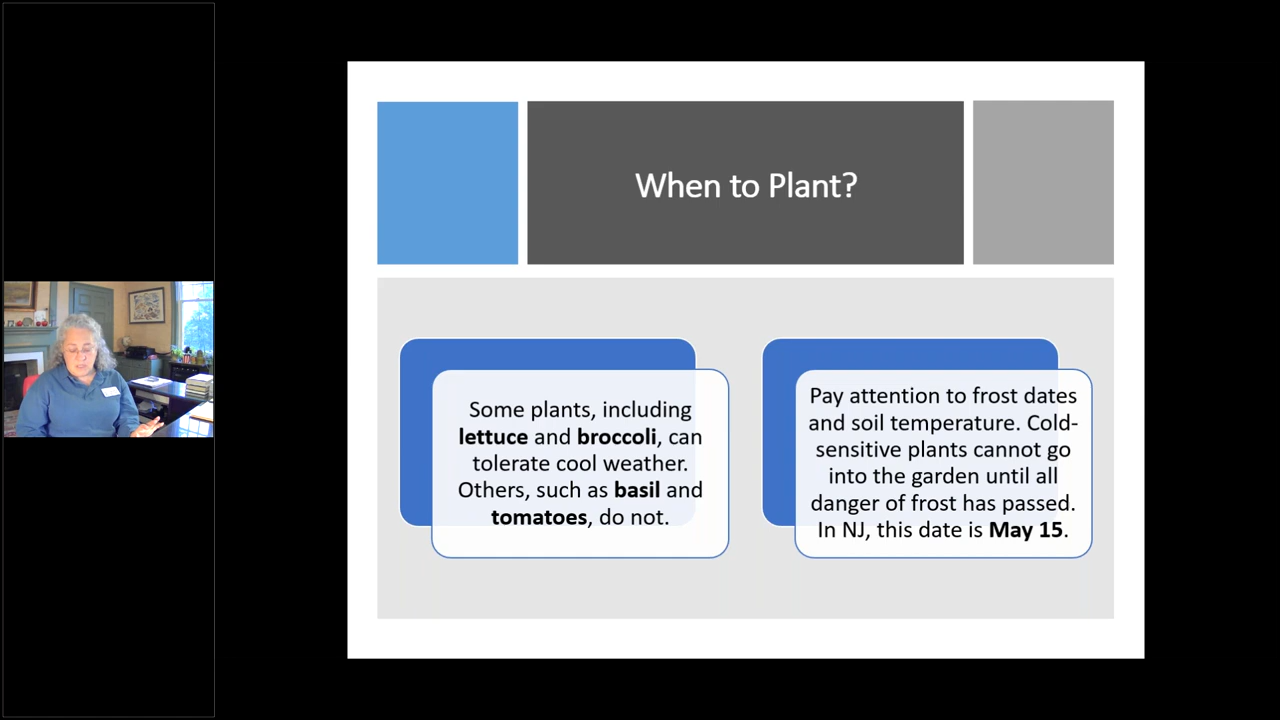 When to Plant?
Some plants, including
lettuce and broccoli, can
tolerate cool weather.
Others, such as basil and
tomatoes, do not.
Pay attention to frost dates
and soil temperature. Cold-
sensitive plants cannot go
into the garden until all
danger of frost has passed.
In NJ, this date is May 15.